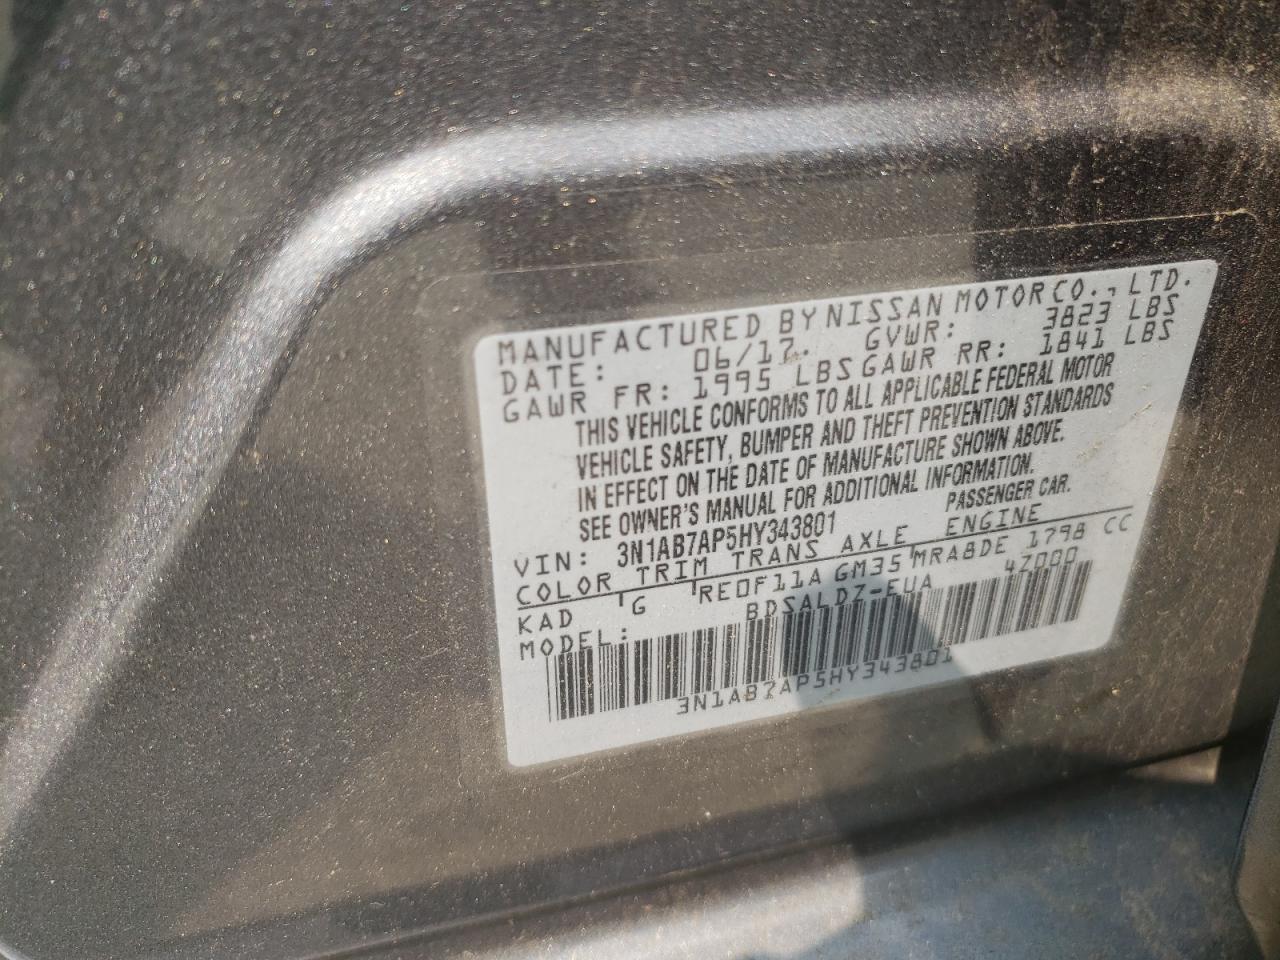 MANUFACTURED BY NISSAN MOTOR CO., LTD.
DATE: 06/17. GVWR: 3823 LBS
GAWR FR: 1995 LBS GAWR RR: 1841 LBS
THIS VEHICLE CONFORMS TO ALL APPLICABLE FEDERAL MOTOR
VEHICLE SAFETY, BUMPER AND THEFT PREVENTION STANDARDS
IN EFFECT ON THE DATE OF MANUFACTURE SHOWN ABOVE.
SEE OWNER'S MANUAL FOR ADDITIONAL INFORMATION.
VIN: 3N1AB7AP5HY343801 PASSENGER CAR.
COLOR TRIM TRANS AXLE ENGINE
KAD G RE0F11A GM35 MRA8DE 1798 CC
MODEL: BDSALDZ-EUA 4Z000
3N1AB7AP5HY343801